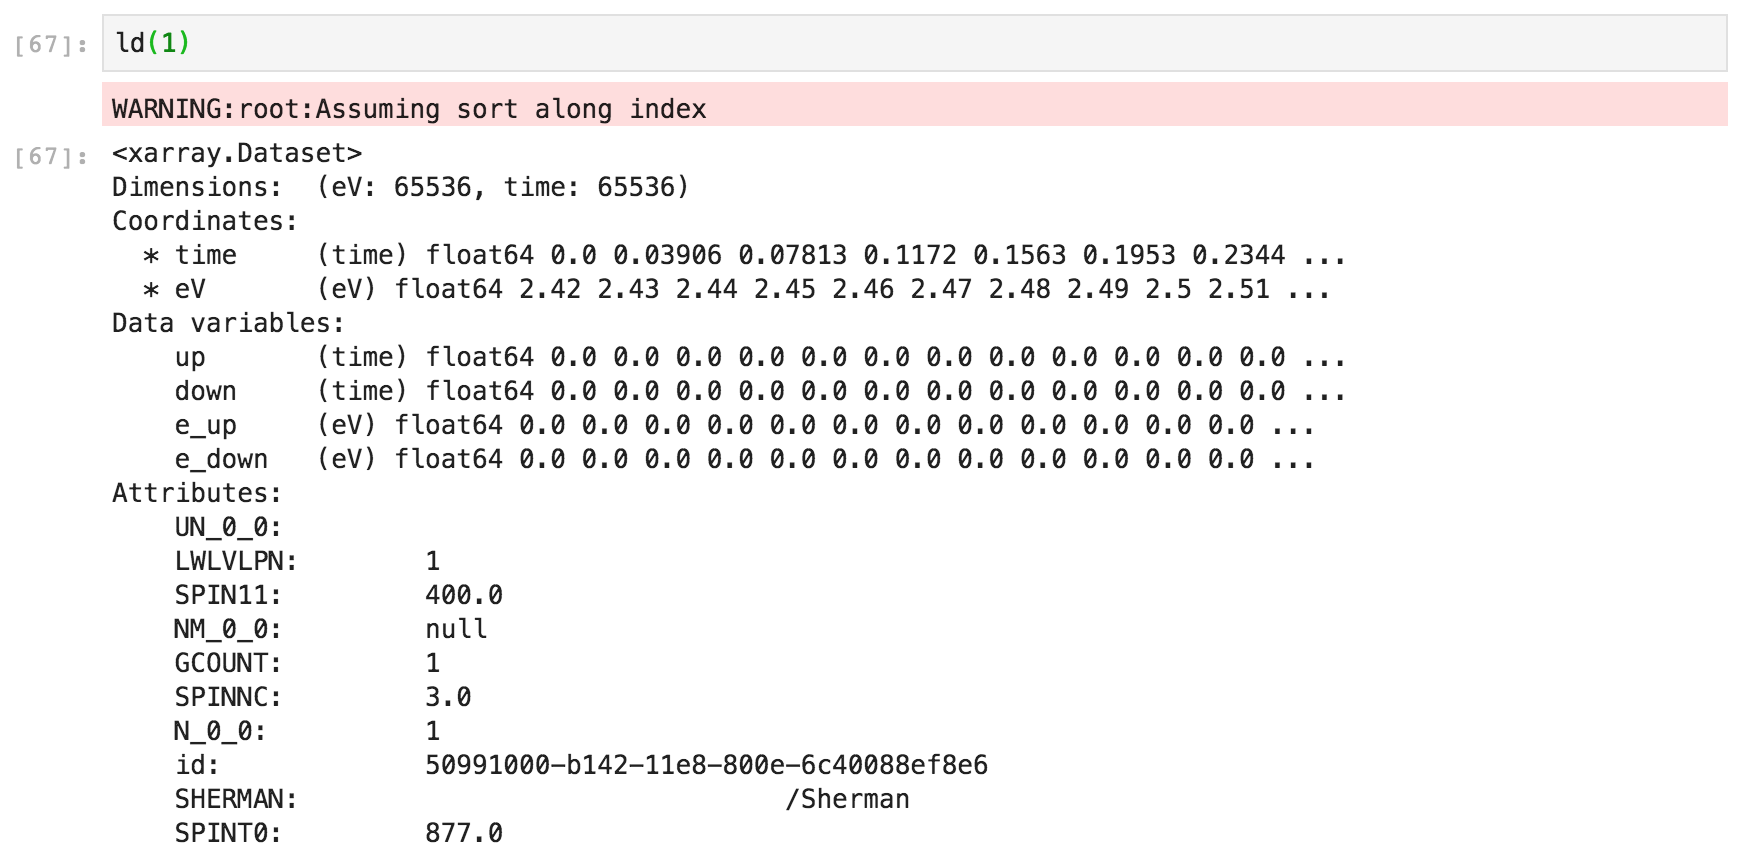 [67]: ld(1)
WARNING:root:Assuming sort along index
[67]: <xarray.Dataset>
Dimensions:  (eV: 65536, time: 65536)
Coordinates:
  * time     (time) float64 0.0 0.03906 0.07813 0.1172 0.1563 0.1953 0.2344 ...
  * eV       (eV) float64 2.42 2.43 2.44 2.45 2.46 2.47 2.48 2.49 2.5 2.51 ...
Data variables:
    up       (time) float64 0.0 0.0 0.0 0.0 0.0 0.0 0.0 0.0 0.0 0.0 0.0 0.0 ...
    down     (time) float64 0.0 0.0 0.0 0.0 0.0 0.0 0.0 0.0 0.0 0.0 0.0 0.0 ...
    e_up     (eV) float64 0.0 0.0 0.0 0.0 0.0 0.0 0.0 0.0 0.0 0.0 0.0 0.0 ...
    e_down   (eV) float64 0.0 0.0 0.0 0.0 0.0 0.0 0.0 0.0 0.0 0.0 0.0 0.0 ...
Attributes:
    UN_0_0:
    LWLVLPN:        1
    SPIN11:         400.0
    NM_0_0:         null
    GCOUNT:         1
    SPINNC:         3.0
    N_0_0:          1
    id:             50991000-b142-11e8-800e-6c40088ef8e6
    SHERMAN:                               /Sherman
    SPINT0:         877.0